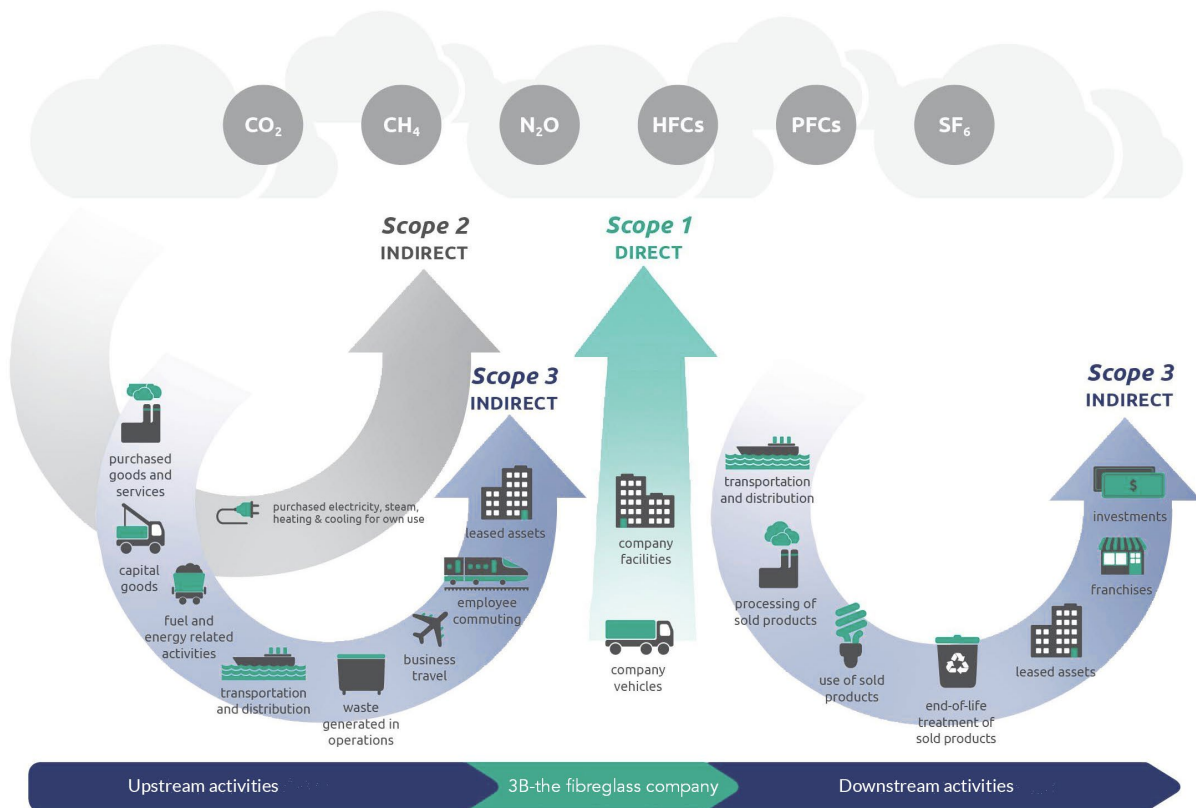 CO₂
CH₄
N₂O
HFCs
PFCs
SF₆
Scope 2
INDIRECT
Scope 1
DIRECT
Scope 3
INDIRECT
Scope 3
INDIRECT
purchased
goods and
services
capital
goods
fuel and
energy related
activities
transportation
and distribution
waste
generated in
operations
business
travel
employee
commuting
leased assets
purchased electricity, steam,
heating & cooling for own use
company
facilities
company
vehicles
transportation
and distribution
processing of
sold products
use of sold
products
end-of-life
treatment of
sold products
leased assets
franchises
$
investments
Upstream activities
3B-the fibreglass company
Downstream activities